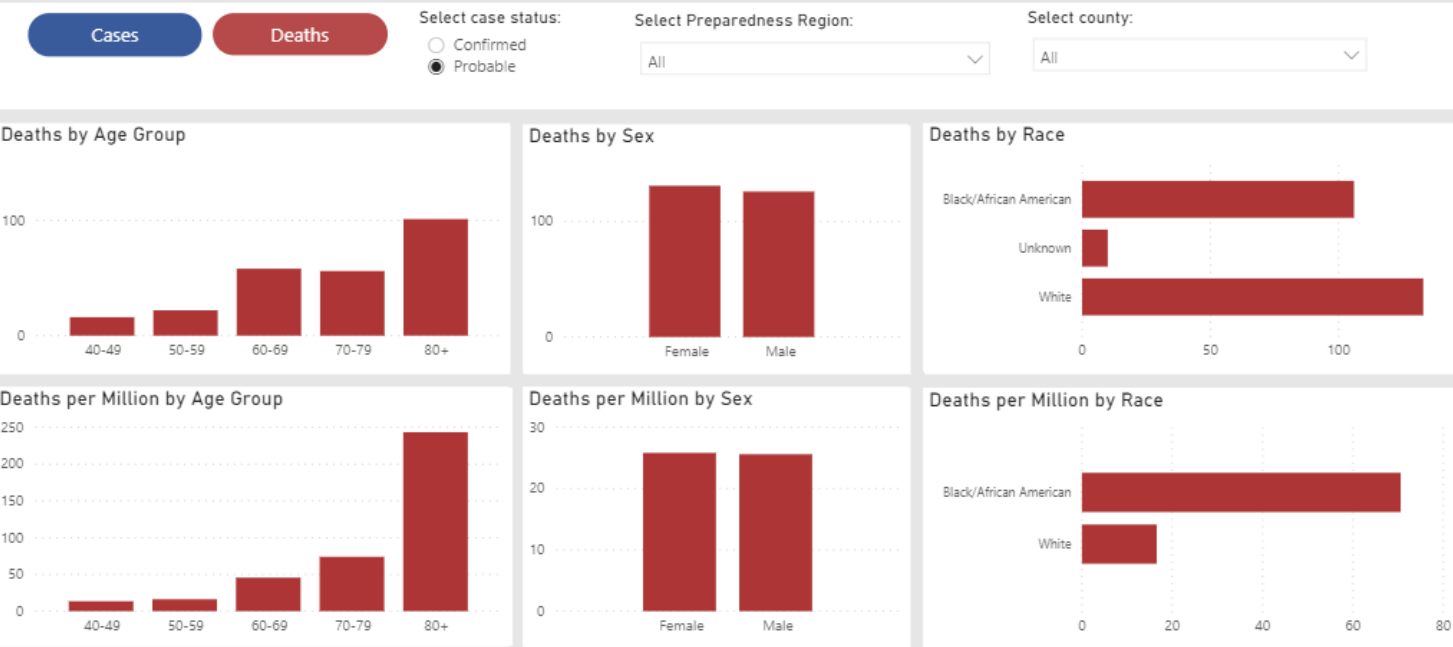 Cases
Deaths
Select case status:
Confirmed
Probable
Select Preparedness Region:
All
Select county:
All
Deaths by Age Group
100
0
40-49 50-59 60-69 70-79 80+
Deaths by Sex
100
0
Female Male
Deaths by Race
Black/African American
Unknown
White
0 50 100
Deaths per Million by Age Group
250
200
150
100
50
0
40-49 50-59 60-69 70-79 80+
Deaths per Million by Sex
30
20
10
0
Female Male
Deaths per Million by Race
Black/African American
White
0 20 40 60 80